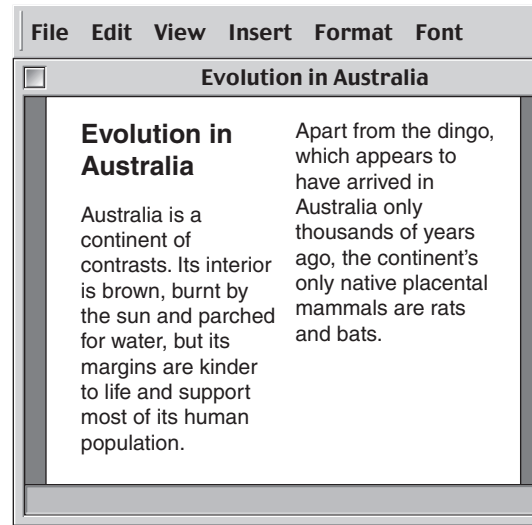 File Edit View Insert Format Font
Evolution in Australia
Evolution in
Australia
Australia is a
continent of
contrasts. Its interior
is brown, burnt by
the sun and parched
for water, but its
margins are kinder
to life and support
most of its human
population.
Apart from the dingo,
which appears to
have arrived in
Australia only
thousands of years
ago, the continent’s
only native placental
mammals are rats
and bats.